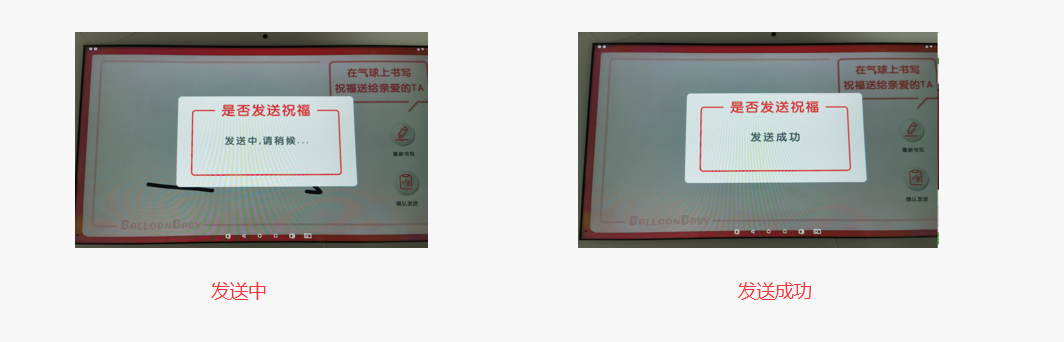 在气球上书写
祝福送给亲爱的TA
是否发送祝福
发送中,请稍候...
重新书写
确认发送
BALLOONBABY
发送中
在气球上书写
祝福送给亲爱的TA
是否发送祝福
发送成功
重新书写
确认发送
BALLOONBABY
发送成功